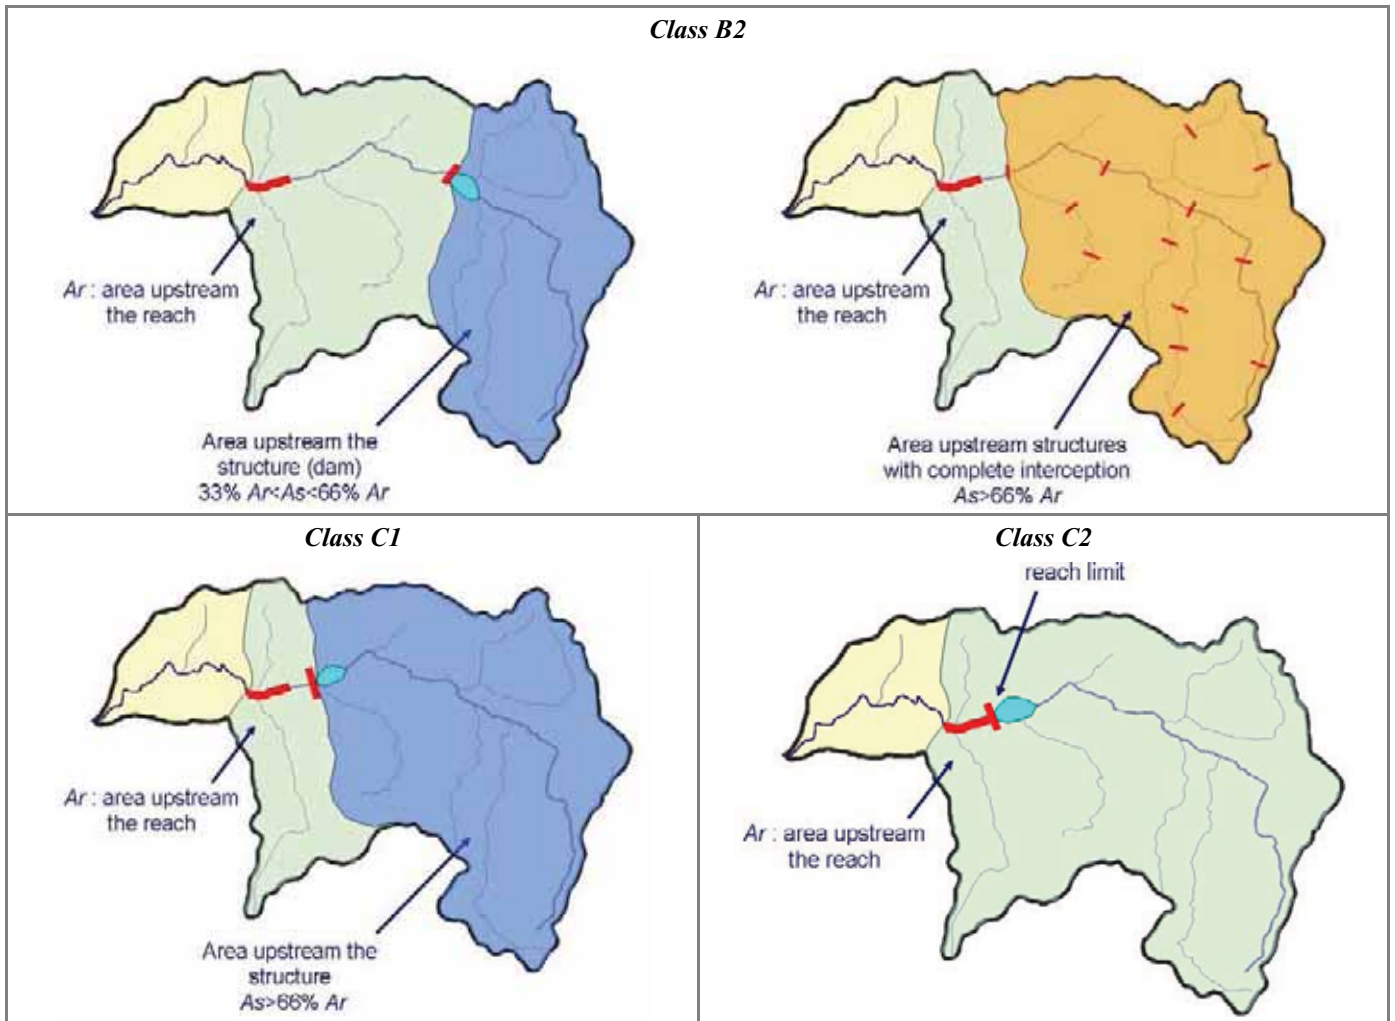 Class B2
Ar : area upstream
the reach
Area upstream the
structure (dam)
33% Ar<As<66% Ar
Ar : area upstream
the reach
Area upstream structures
with complete interception
As>66% Ar
Class C1
Ar : area upstream
the reach
Area upstream the
structure
As>66% Ar
Class C2
reach limit
Ar : area upstream
the reach